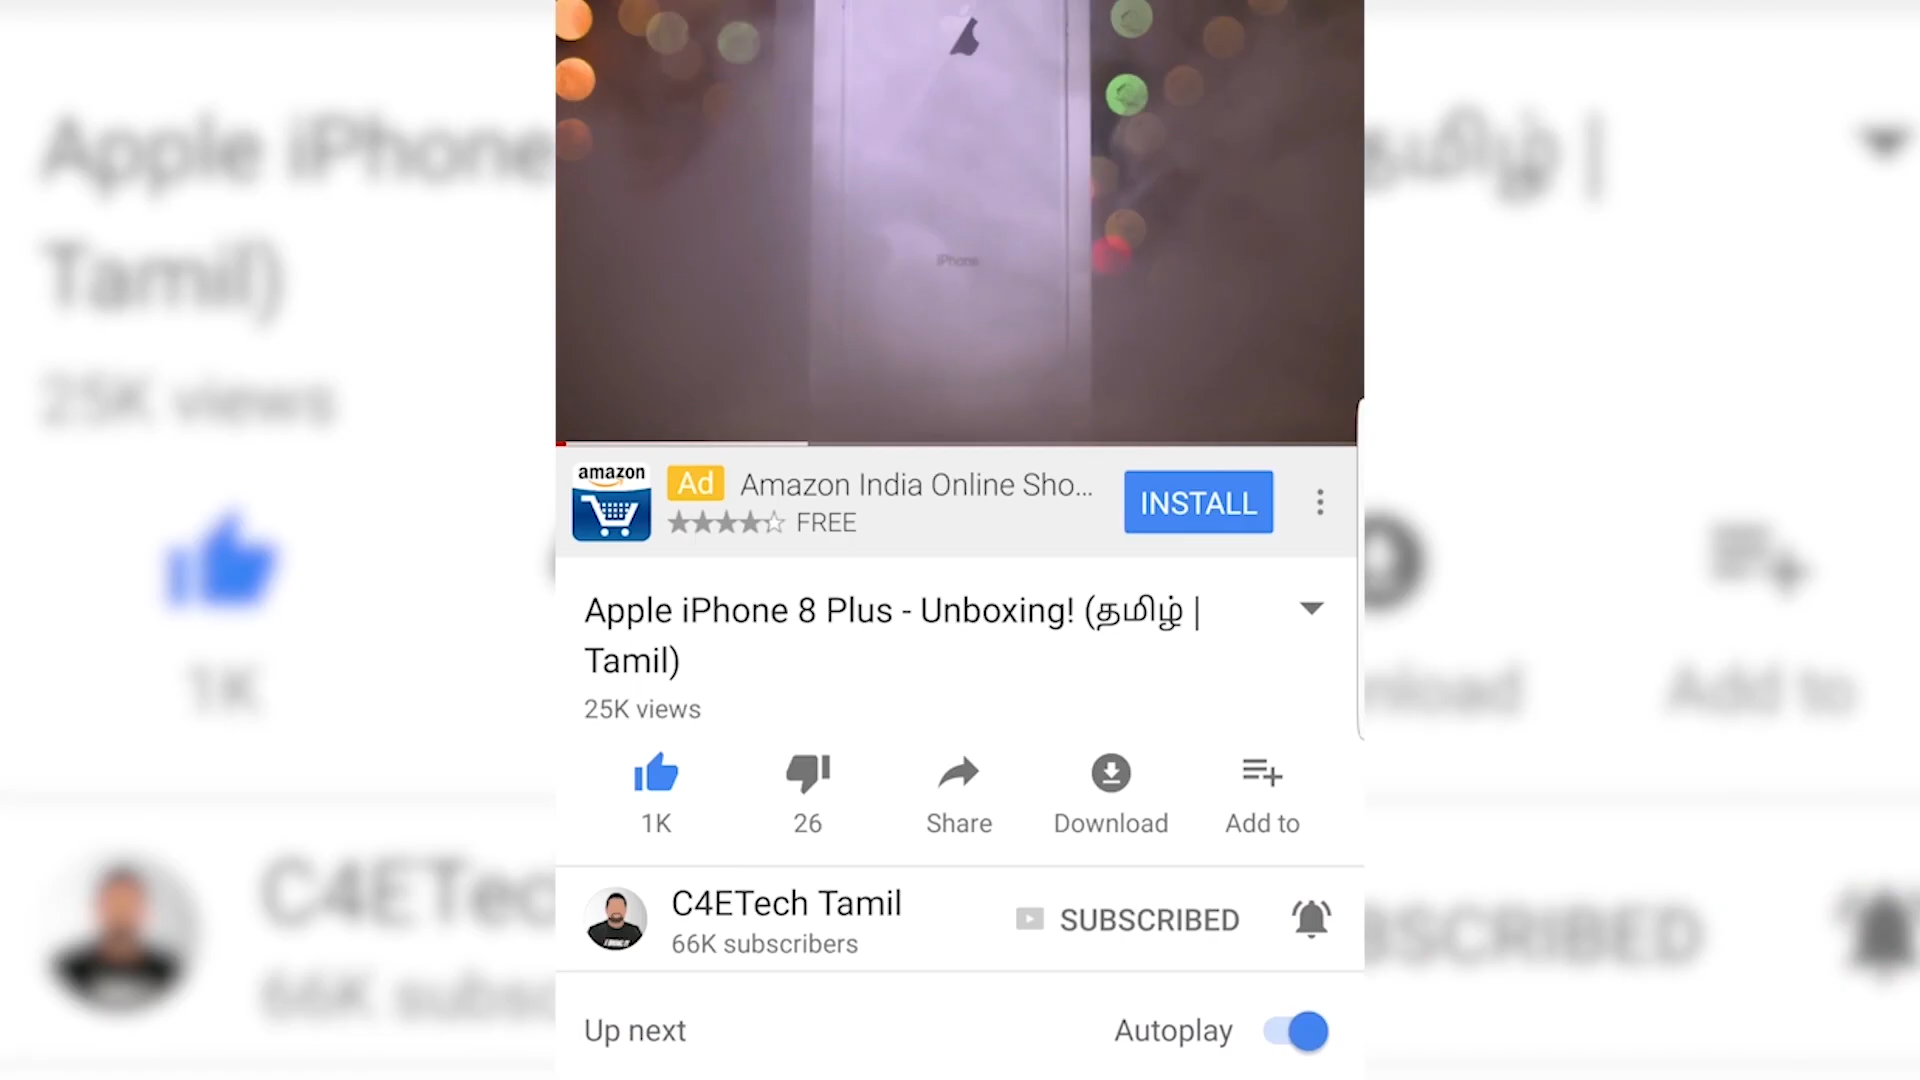 iPhone
amazon
Ad Amazon India Online Sho...
FREE
INSTALL
Apple iPhone 8 Plus - Unboxing! (தமிழ் |
Tamil)
25K views
1K
26
Share
Download
Add to
C4ETech Tamil
66K subscribers
SUBSCRIBED
Up next
Autoplay